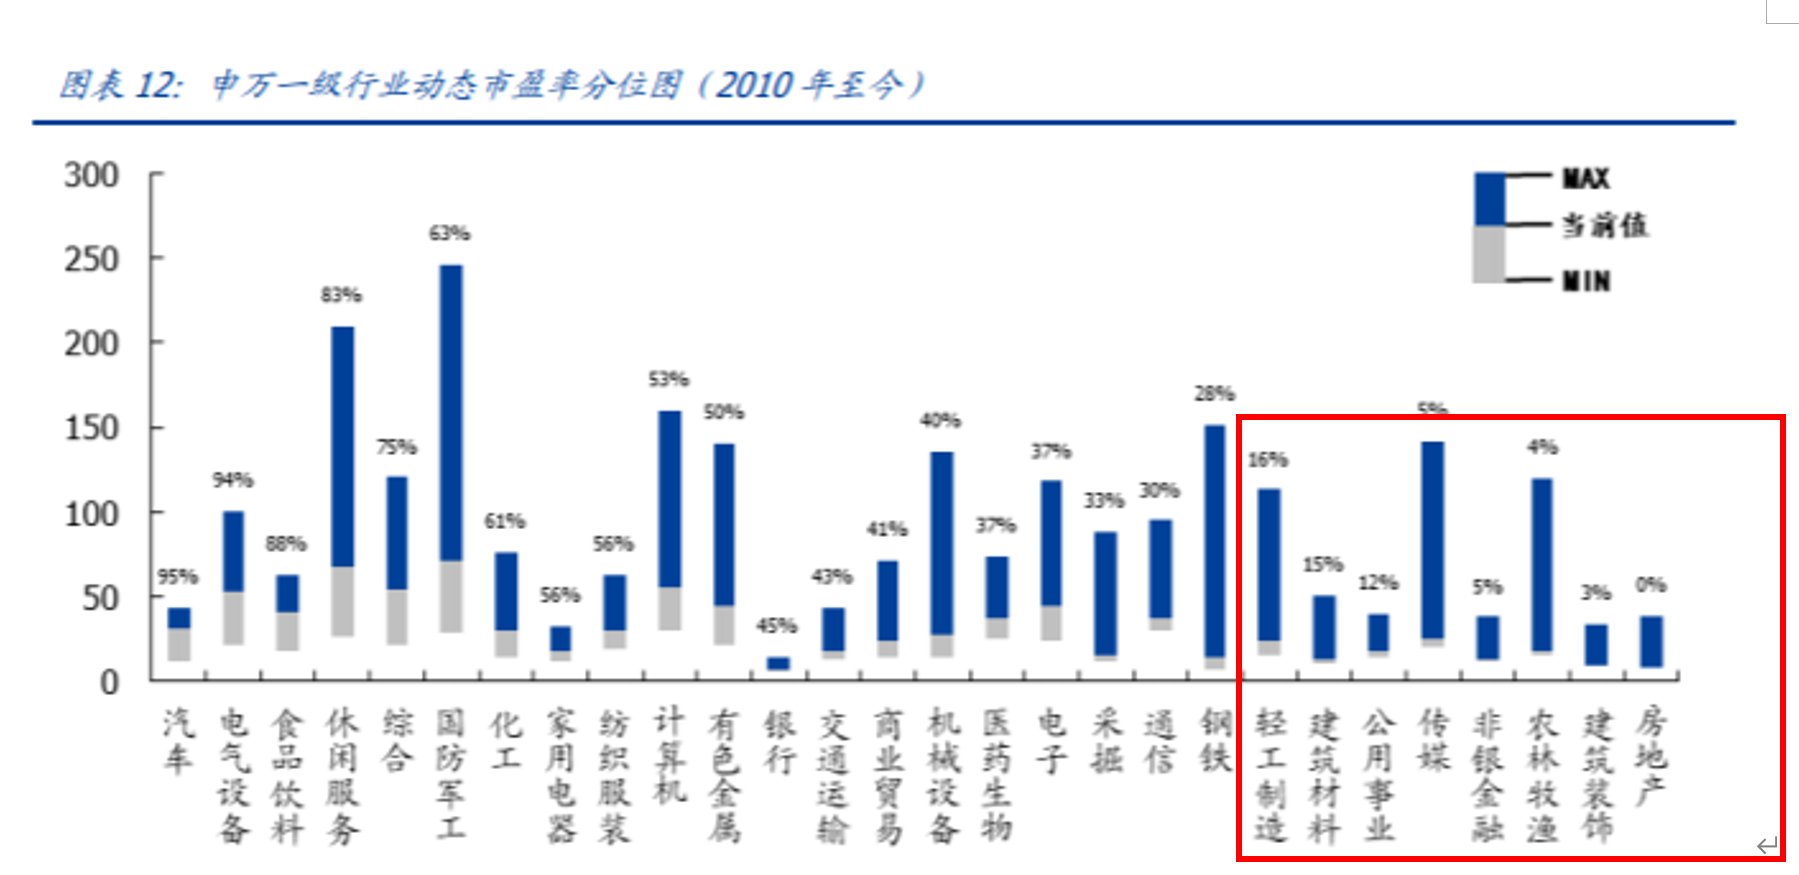 图表 12: 申万一级行业动态市盈率分位图（2010 年至今）
300
250
200
150
100
50
0
MAX
当前值
MIN
95%
94%
88%
83%
75%
63%
61%
56%
56%
53%
50%
45%
43%
41%
40%
37%
37%
33%
30%
28%
16%
15%
12%
5%
5%
4%
3%
0%
汽车
电气设备
食品饮料
休闲服务
综合
国防军工
化工
家用电器
纺织服装
计算机
有色金属
银行
交通运输
商业贸易
机械设备
医药生物
电子
采掘
通信
钢铁
轻工制造
建筑材料
公用事业
传媒
非银金融
农林牧渔
建筑装饰
房地产